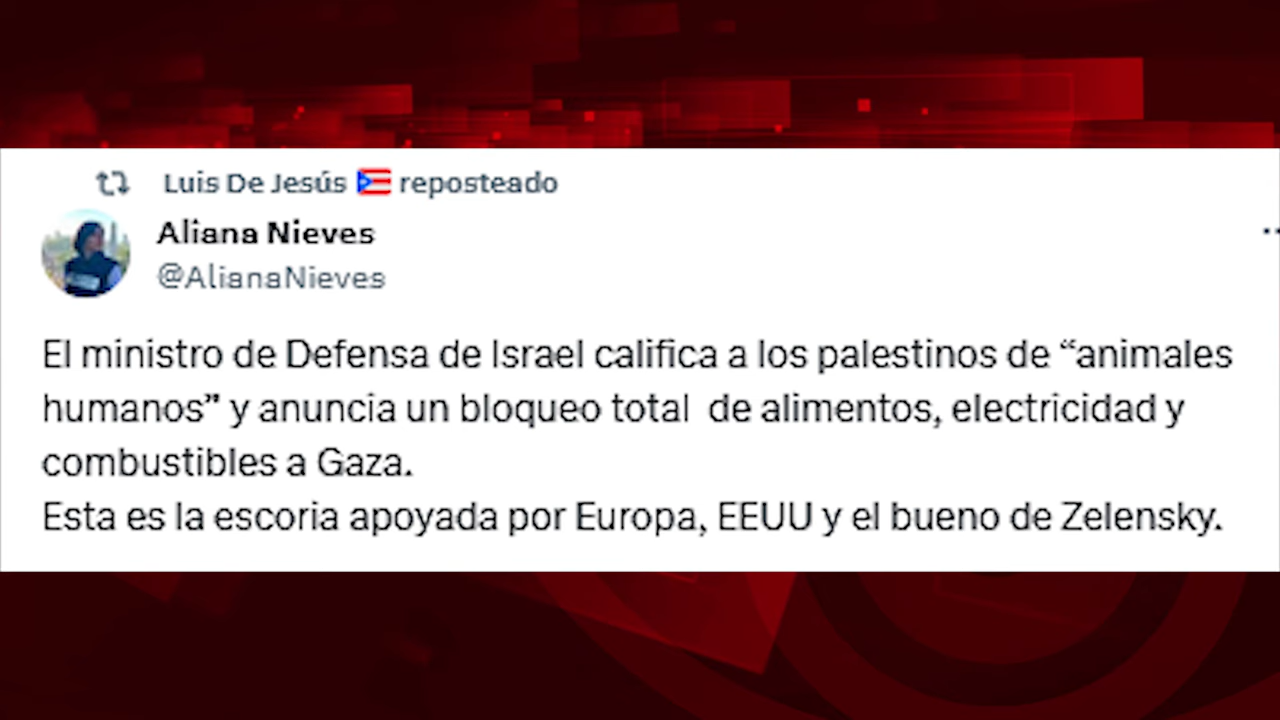 Luis De Jesús 🇵🇷 reposteado
Aliana Nieves
@AlianaNieves
El ministro de Defensa de Israel califica a los palestinos de “animales
humanos” y anuncia un bloqueo total  de alimentos, electricidad y
combustibles a Gaza.
Esta es la escoria apoyada por Europa, EEUU y el bueno de Zelensky.